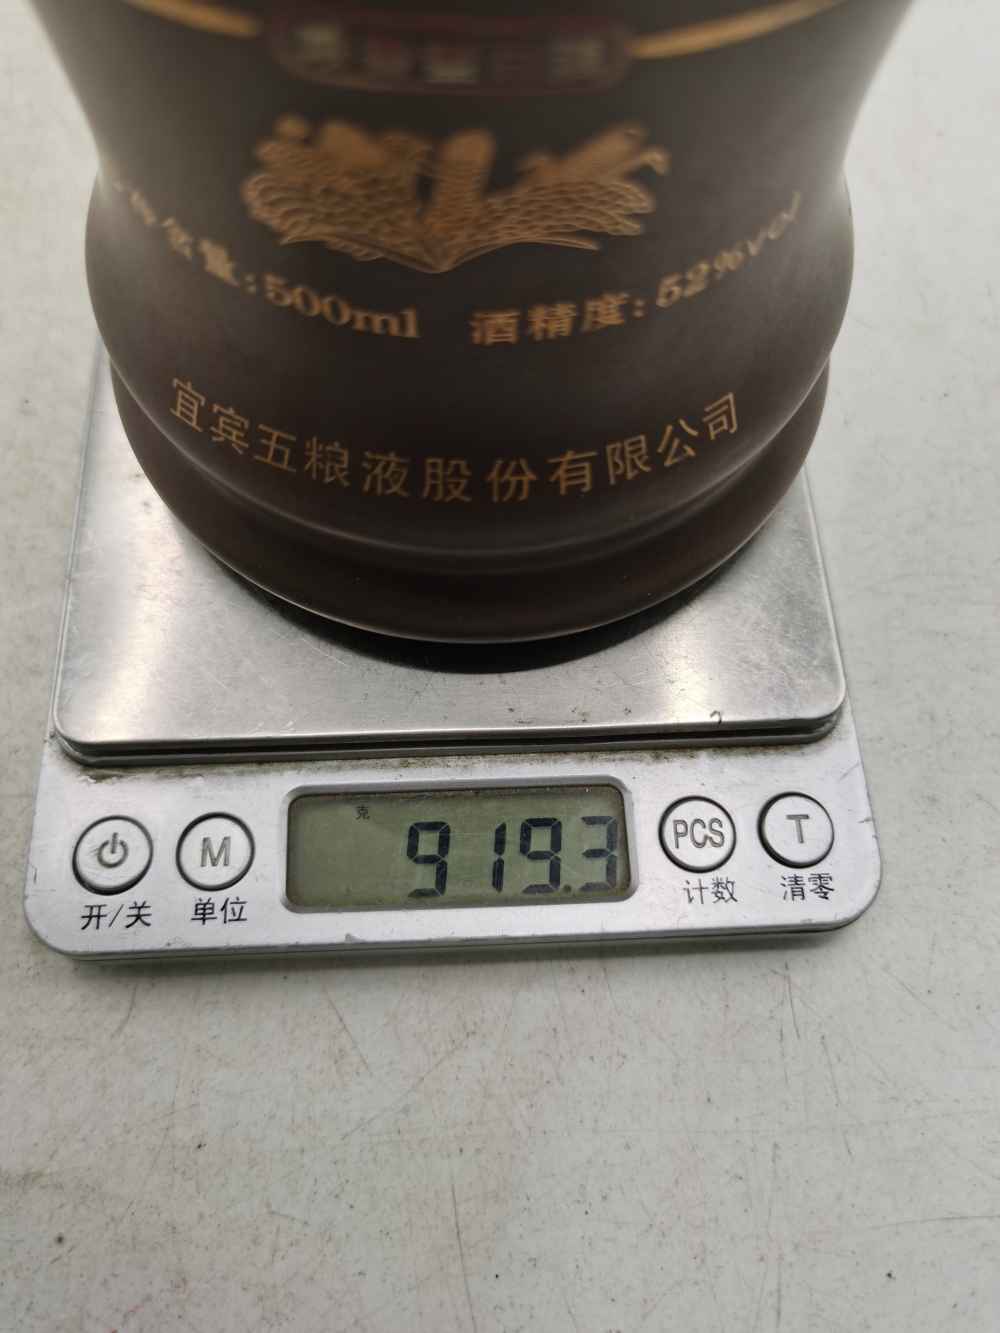 :500ml 酒精度:52%vol
宜宾五粮液股份有限公司
克
919.3
M
PCS
T
开/关
单位
计数
清零